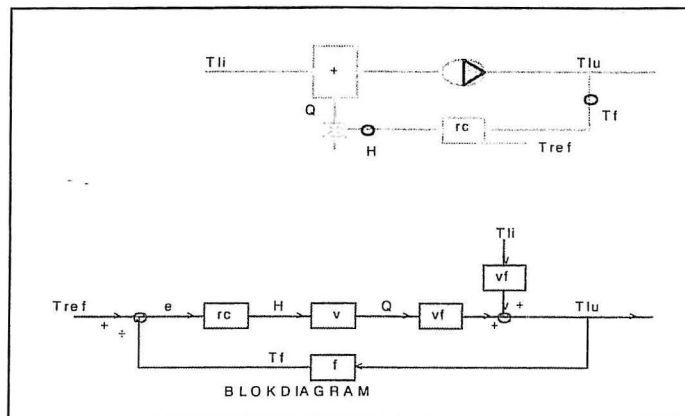 Tli
+
Tlu
Q
Tf
rc
H
Tref
Tli
vf
Tref
e
rc
H
v
Q
vf
+
Tlu
+
÷
+
Tf
f
BLOKDIAGRAM